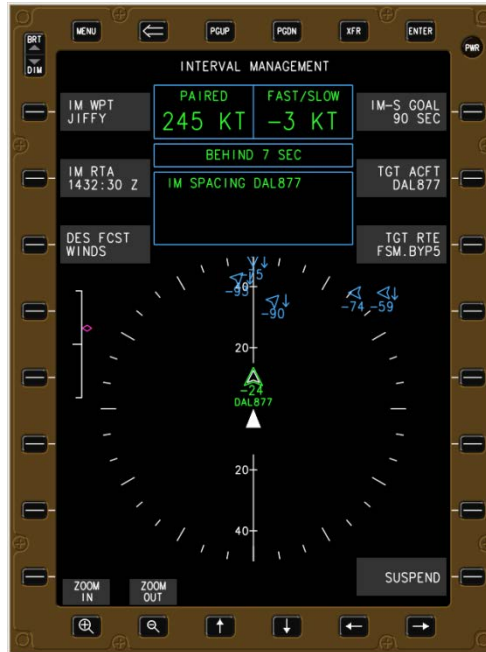 BRT
DIM
MENU
PGUP
PGDN
XFR
ENTER
PWR
INTERVAL MANAGEMENT
IM WPT
JIFFY
PAIRED
245 KT
FAST/SLOW
-3 KT
IM-S GOAL
90 SEC
BEHIND 7 SEC
IM RTA
1432:30 Z
IM SPACING DAL877
TGT ACFT
DAL877
DES FCST
WINDS
TGT RTE
FSM.BYP5
-93
40
-90
-74
-59
20
-24
DAL877
20
40
ZOOM
IN
ZOOM
OUT
SUSPEND